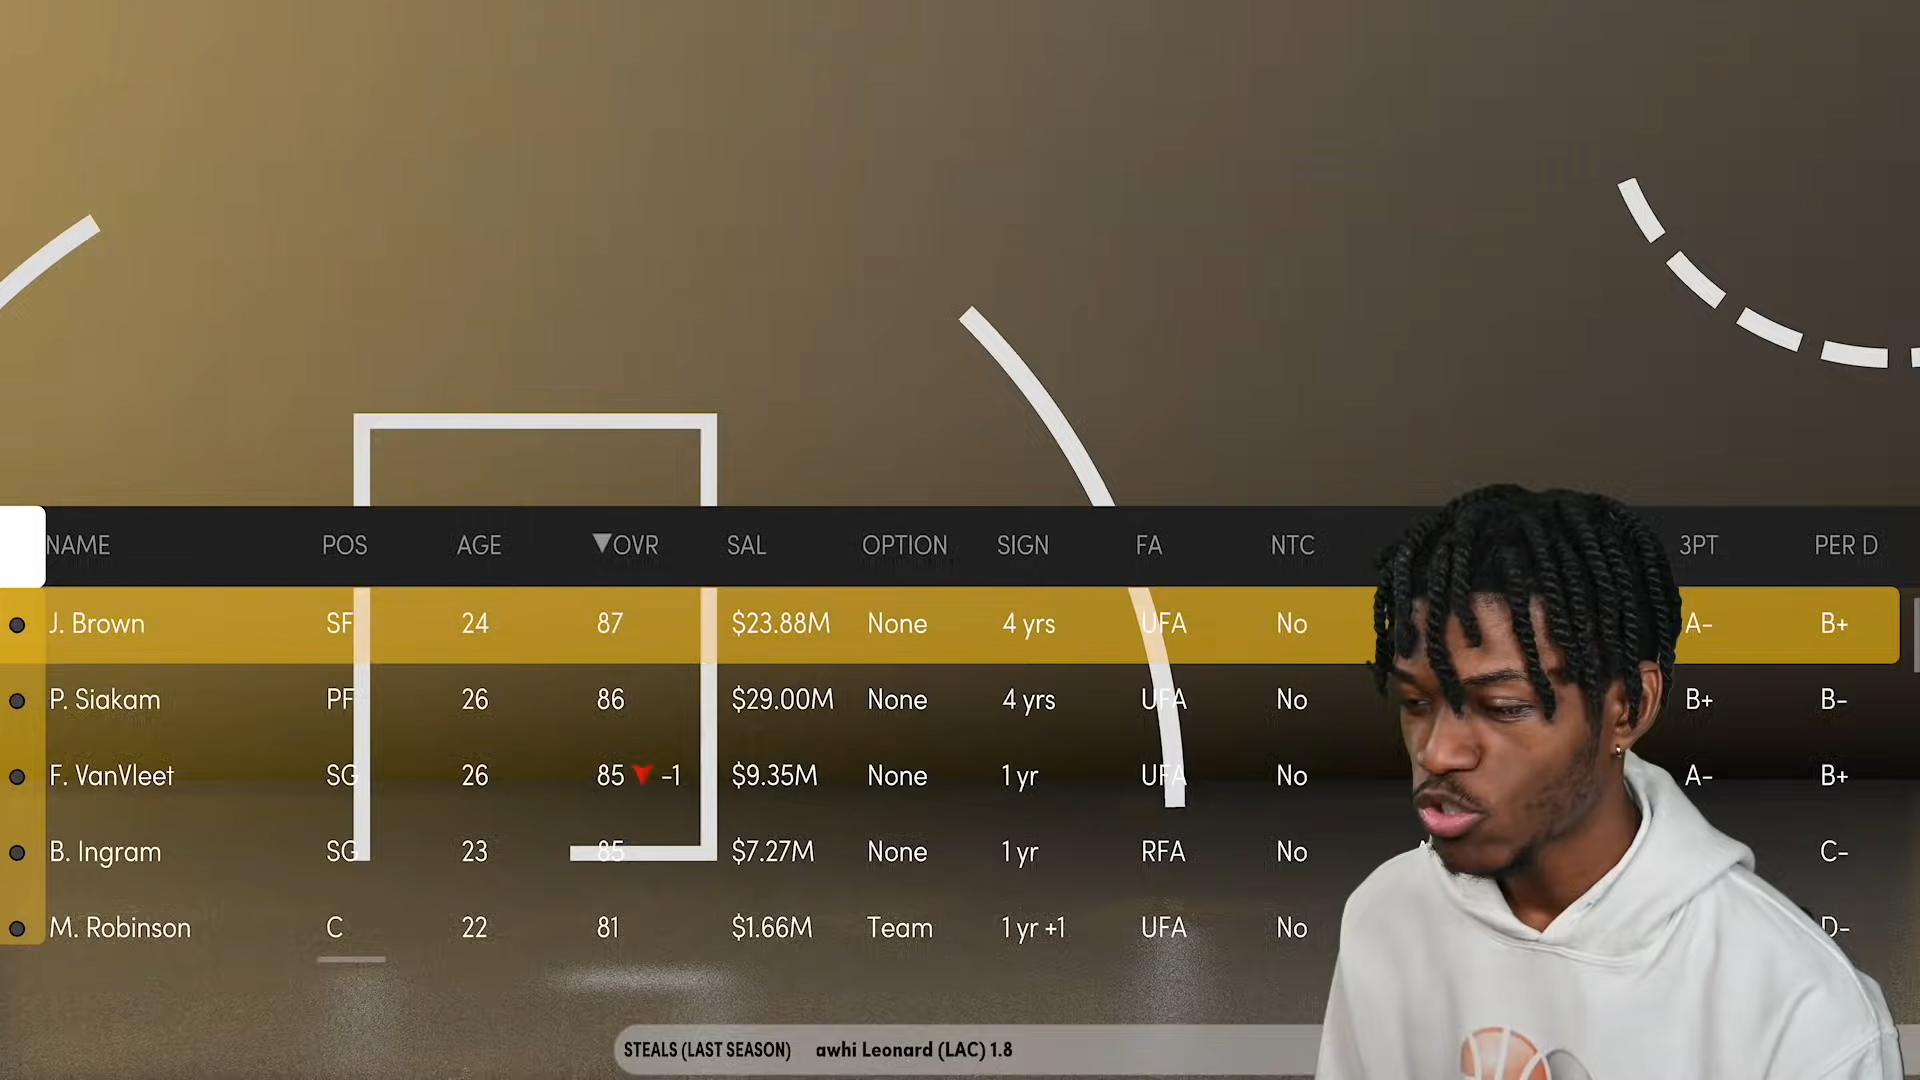 NAME POS AGE ▼OVR SAL OPTION SIGN FA NTC 3PT PER D
J. Brown SF 24 87 $23.88M None 4 yrs UFA No A- B+
P. Siakam PF 26 86 $29.00M None 4 yrs UFA No B+ B-
F. VanVleet SG 26 85 -1 $9.35M None 1 yr UFA No A- B+
B. Ingram SG 23 85 $7.27M None 1 yr RFA No C-
M. Robinson C 22 81 $1.66M Team 1 yr +1 UFA No D-
STEALS (LAST SEASON) awhi Leonard (LAC) 1.8